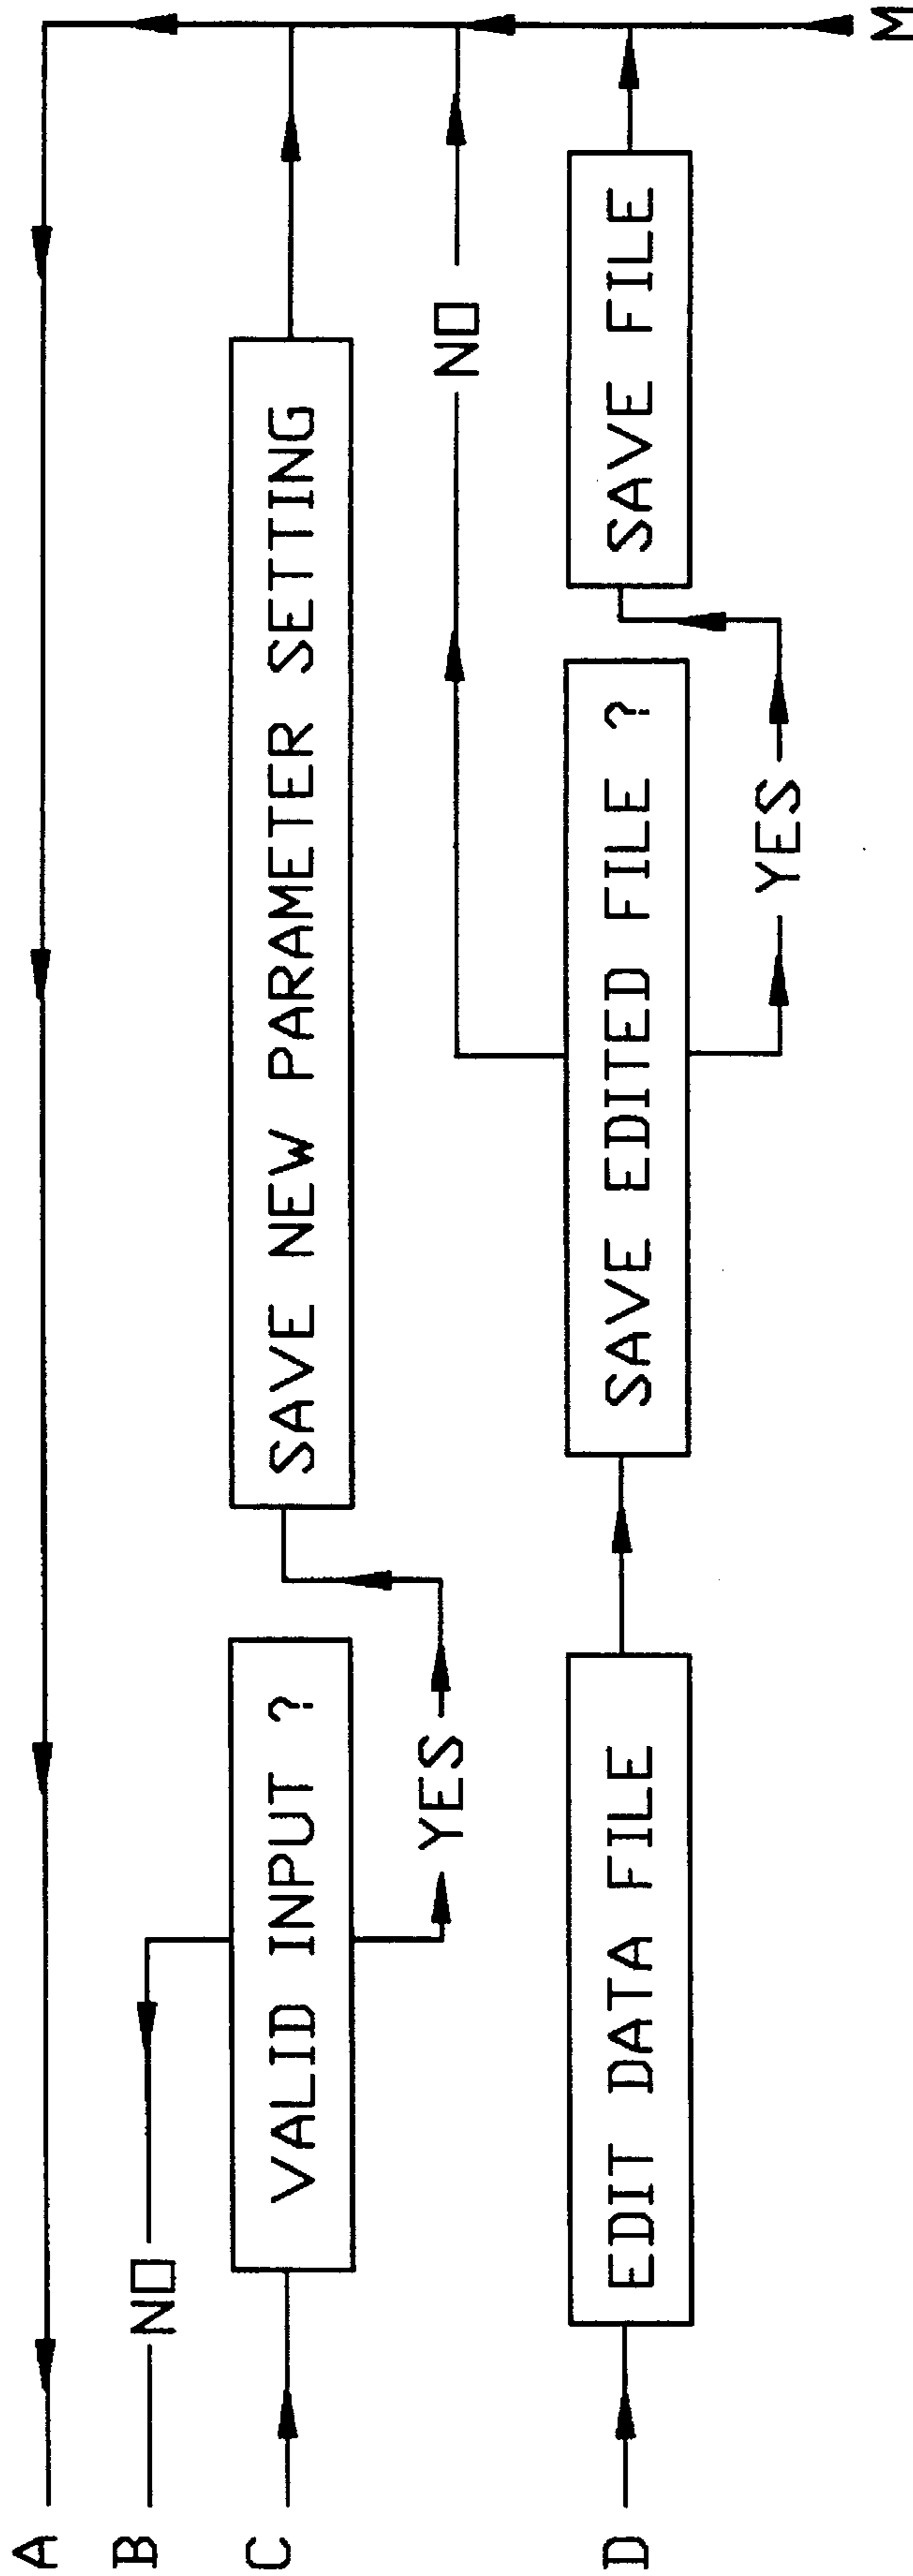 A
B
NO
C
VALID INPUT ?
YES
SAVE NEW PARAMETER SETTING
D
EDIT DATA FILE
SAVE EDITED FILE ?
NO
YES
SAVE FILE
M